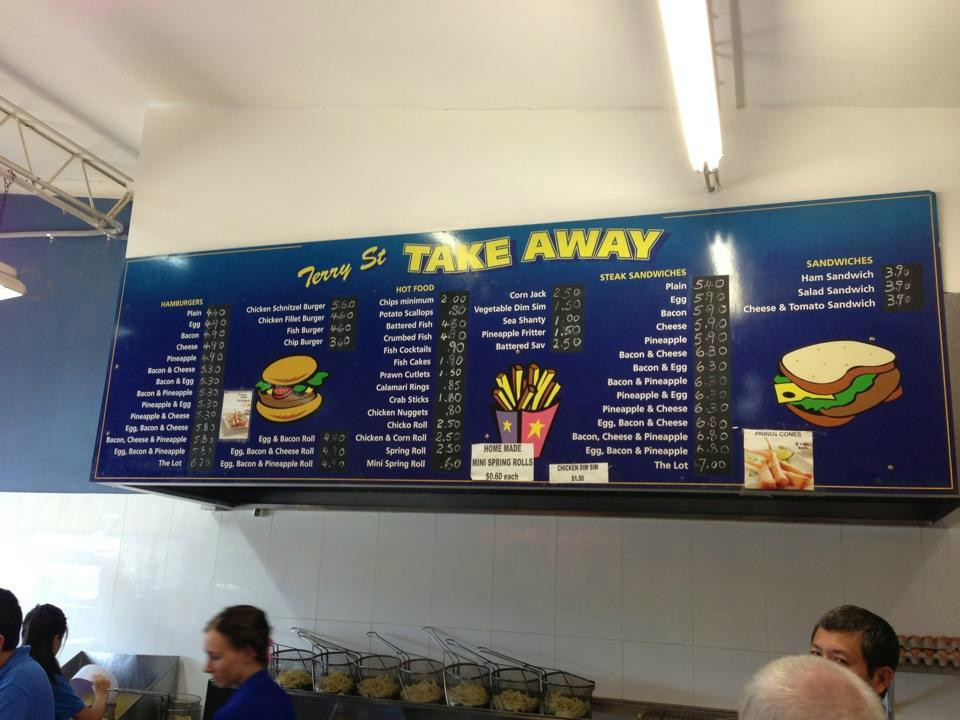 Terry St TAKE AWAY
HAMBURGERS
Plain 4.40
Egg 4.90
Bacon 4.90
Cheese 4.90
Pineapple 4.90
Bacon & Cheese 5.30
Bacon & Egg 5.30
Bacon & Pineapple 5.30
Pineapple & Egg 5.30
Pineapple & Cheese 5.30
Egg, Bacon & Cheese 5.80
Bacon, Cheese & Pineapple 5.80
Egg, Bacon & Pineapple 5.80
The Lot 6.20
Chicken Schnitzel Burger 5.60
Chicken Fillet Burger 4.60
Fish Burger 4.60
Chip Burger 3.60
Egg & Bacon Roll 4.40
Egg, Bacon & Cheese Roll 4.90
Egg, Bacon & Pineapple Roll 4.90
HOT FOOD
Chips minimum 2.00
Potato Scallops .80
Battered Fish
Crumbed Fish 4.90
Fish Cocktails .90
Fish Cakes 1.90
Prawn Cutlets 1.50
Calamari Rings .85
Crab Sticks 1.80
Chicken Nuggets .80
Chicko Roll 2.50
Chicken & Corn Roll 2.50
Spring Roll 2.50
Mini Spring Roll .60
Corn Jack 2.50
Vegetable Dim Sim .50
Sea Shanty 1.00
Pineapple Fritter 1.50
Battered Sav 2.50
HOME MADE
MINI SPRING ROLLS
$0.60 each
CHICKEN DIM SIM
$1.50
STEAK SANDWICHES
Plain 5.40
Egg 5.90
Bacon 5.90
Cheese 5.90
Pineapple 5.90
Bacon & Cheese 6.30
Bacon & Egg 6.30
Bacon & Pineapple 6.30
Pineapple & Egg 6.30
Pineapple & Cheese 6.30
Egg, Bacon & Cheese 6.80
Bacon, Cheese & Pineapple 6.80
Egg, Bacon & Pineapple 6.80
The Lot 7.00
SANDWICHES
Ham Sandwich 3.90
Salad Sandwich 3.90
Cheese & Tomato Sandwich 3.90
PRAWN CONES